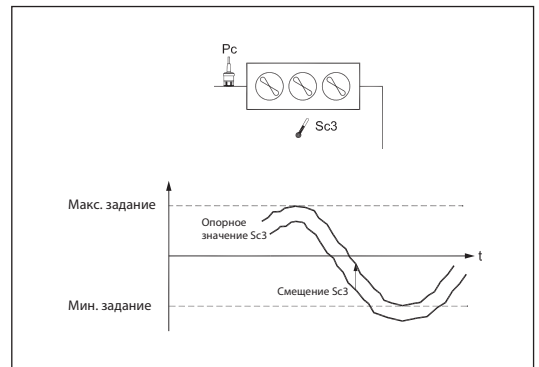 Pc
Sc3
Макс. задание
Опорное
значение Sc3
t
Смещение Sc3
Мин. задание